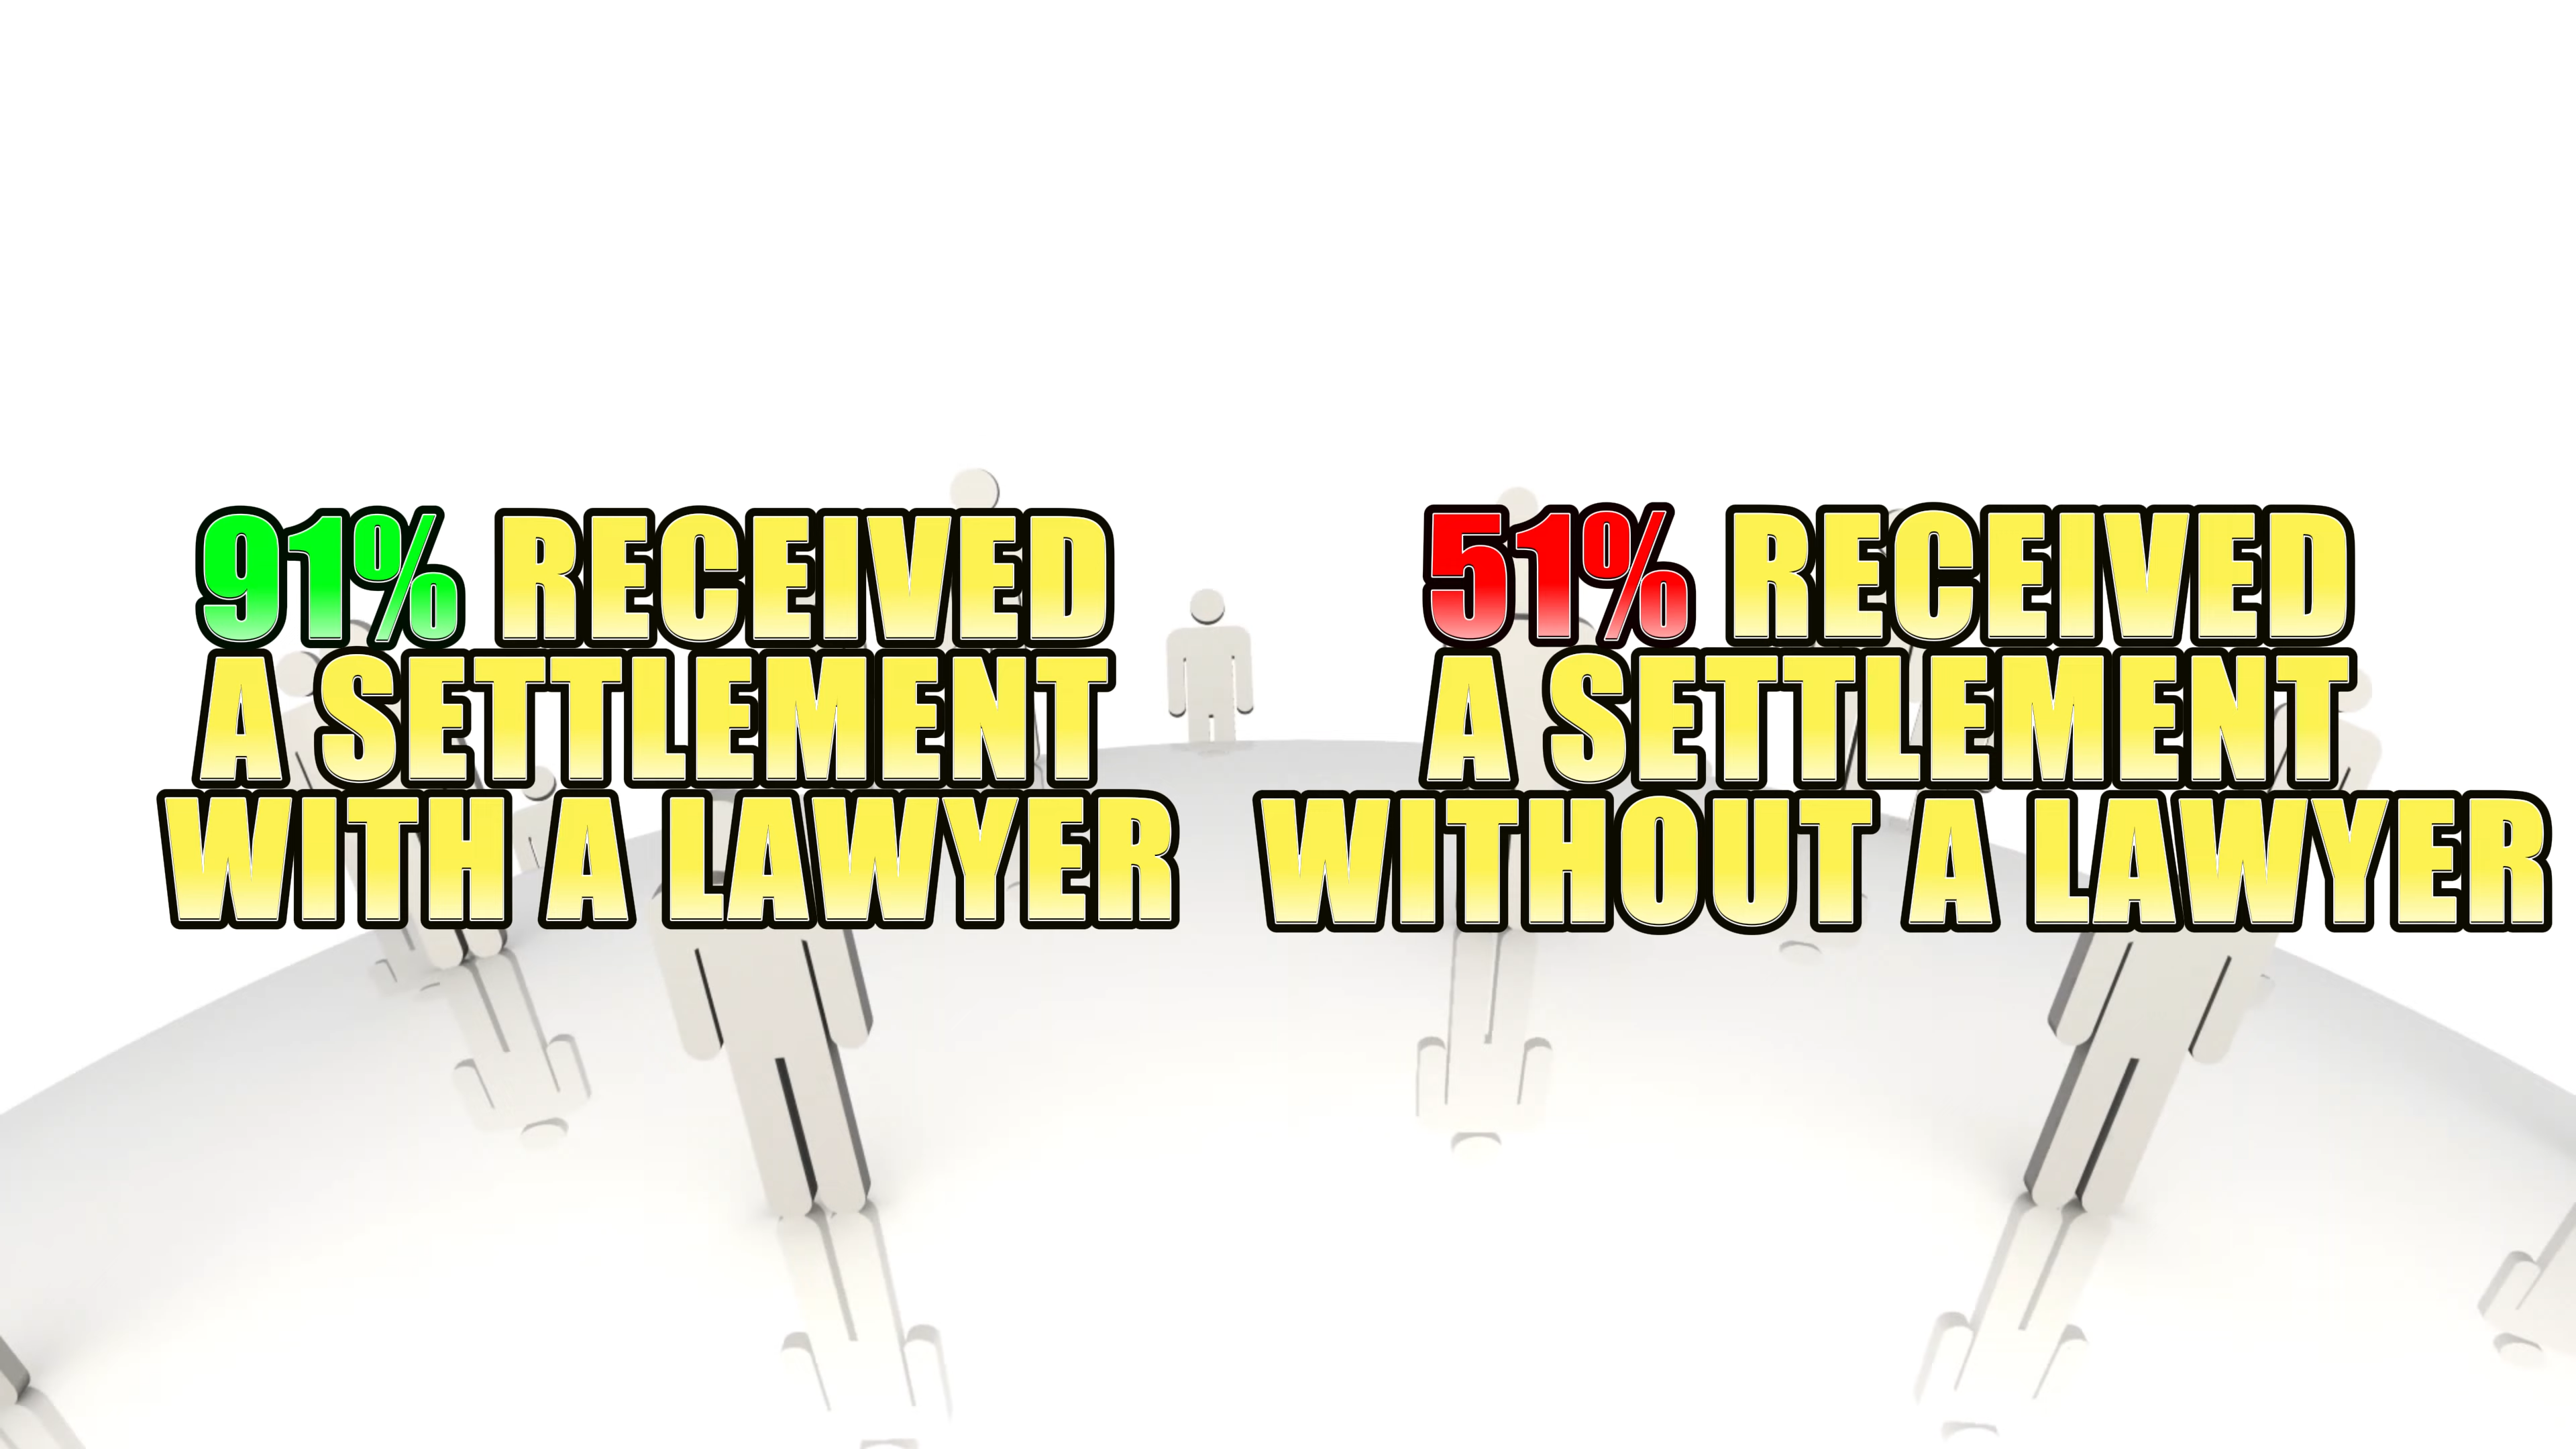 91% RECEIVED
A SETTLEMENT
WITH A LAWYER
51% RECEIVED
A SETTLEMENT
WITHOUT A LAWYER